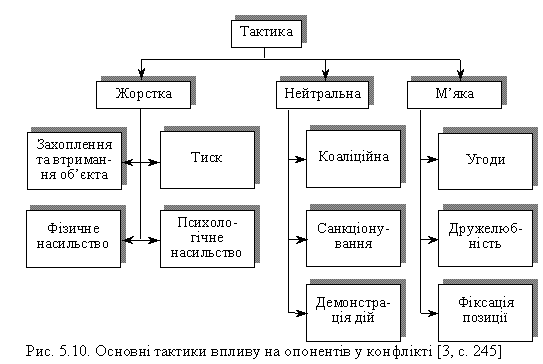 Тактика
Жорстка
Нейтральна
М’яка
Захоплення
та втриман-
ня об’єкта
Тиск
Коаліційна
Угоди
Фізичне
насильство
Психоло-
гічне
насильство
Санкціону-
вання
Дружелюб-
ність
Демонстра-
ція дій
Фіксація
позиції
Рис. 5.10. Основні тактики впливу на опонентів у конфлікті [3, с. 245]